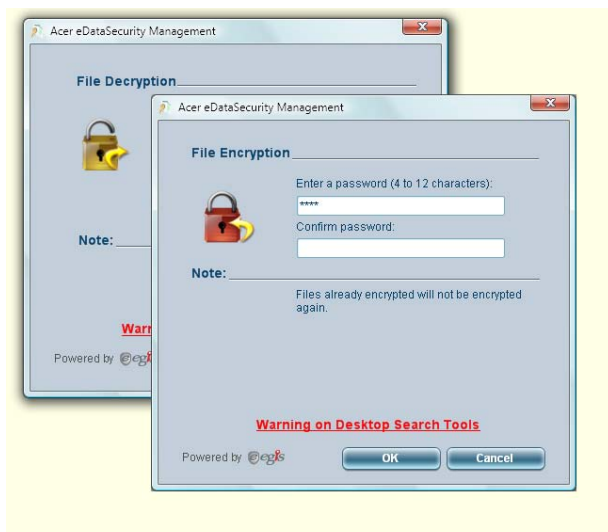 Acer eDataSecurity Management
File Decryption
Note:
Powered by egis
Acer eDataSecurity Management
File Encryption
Enter a password (4 to 12 characters):
****
Confirm password:
Note:
Files already encrypted will not be encrypted
again.
Warning on Desktop Search Tools
Powered by egis
OK
Cancel